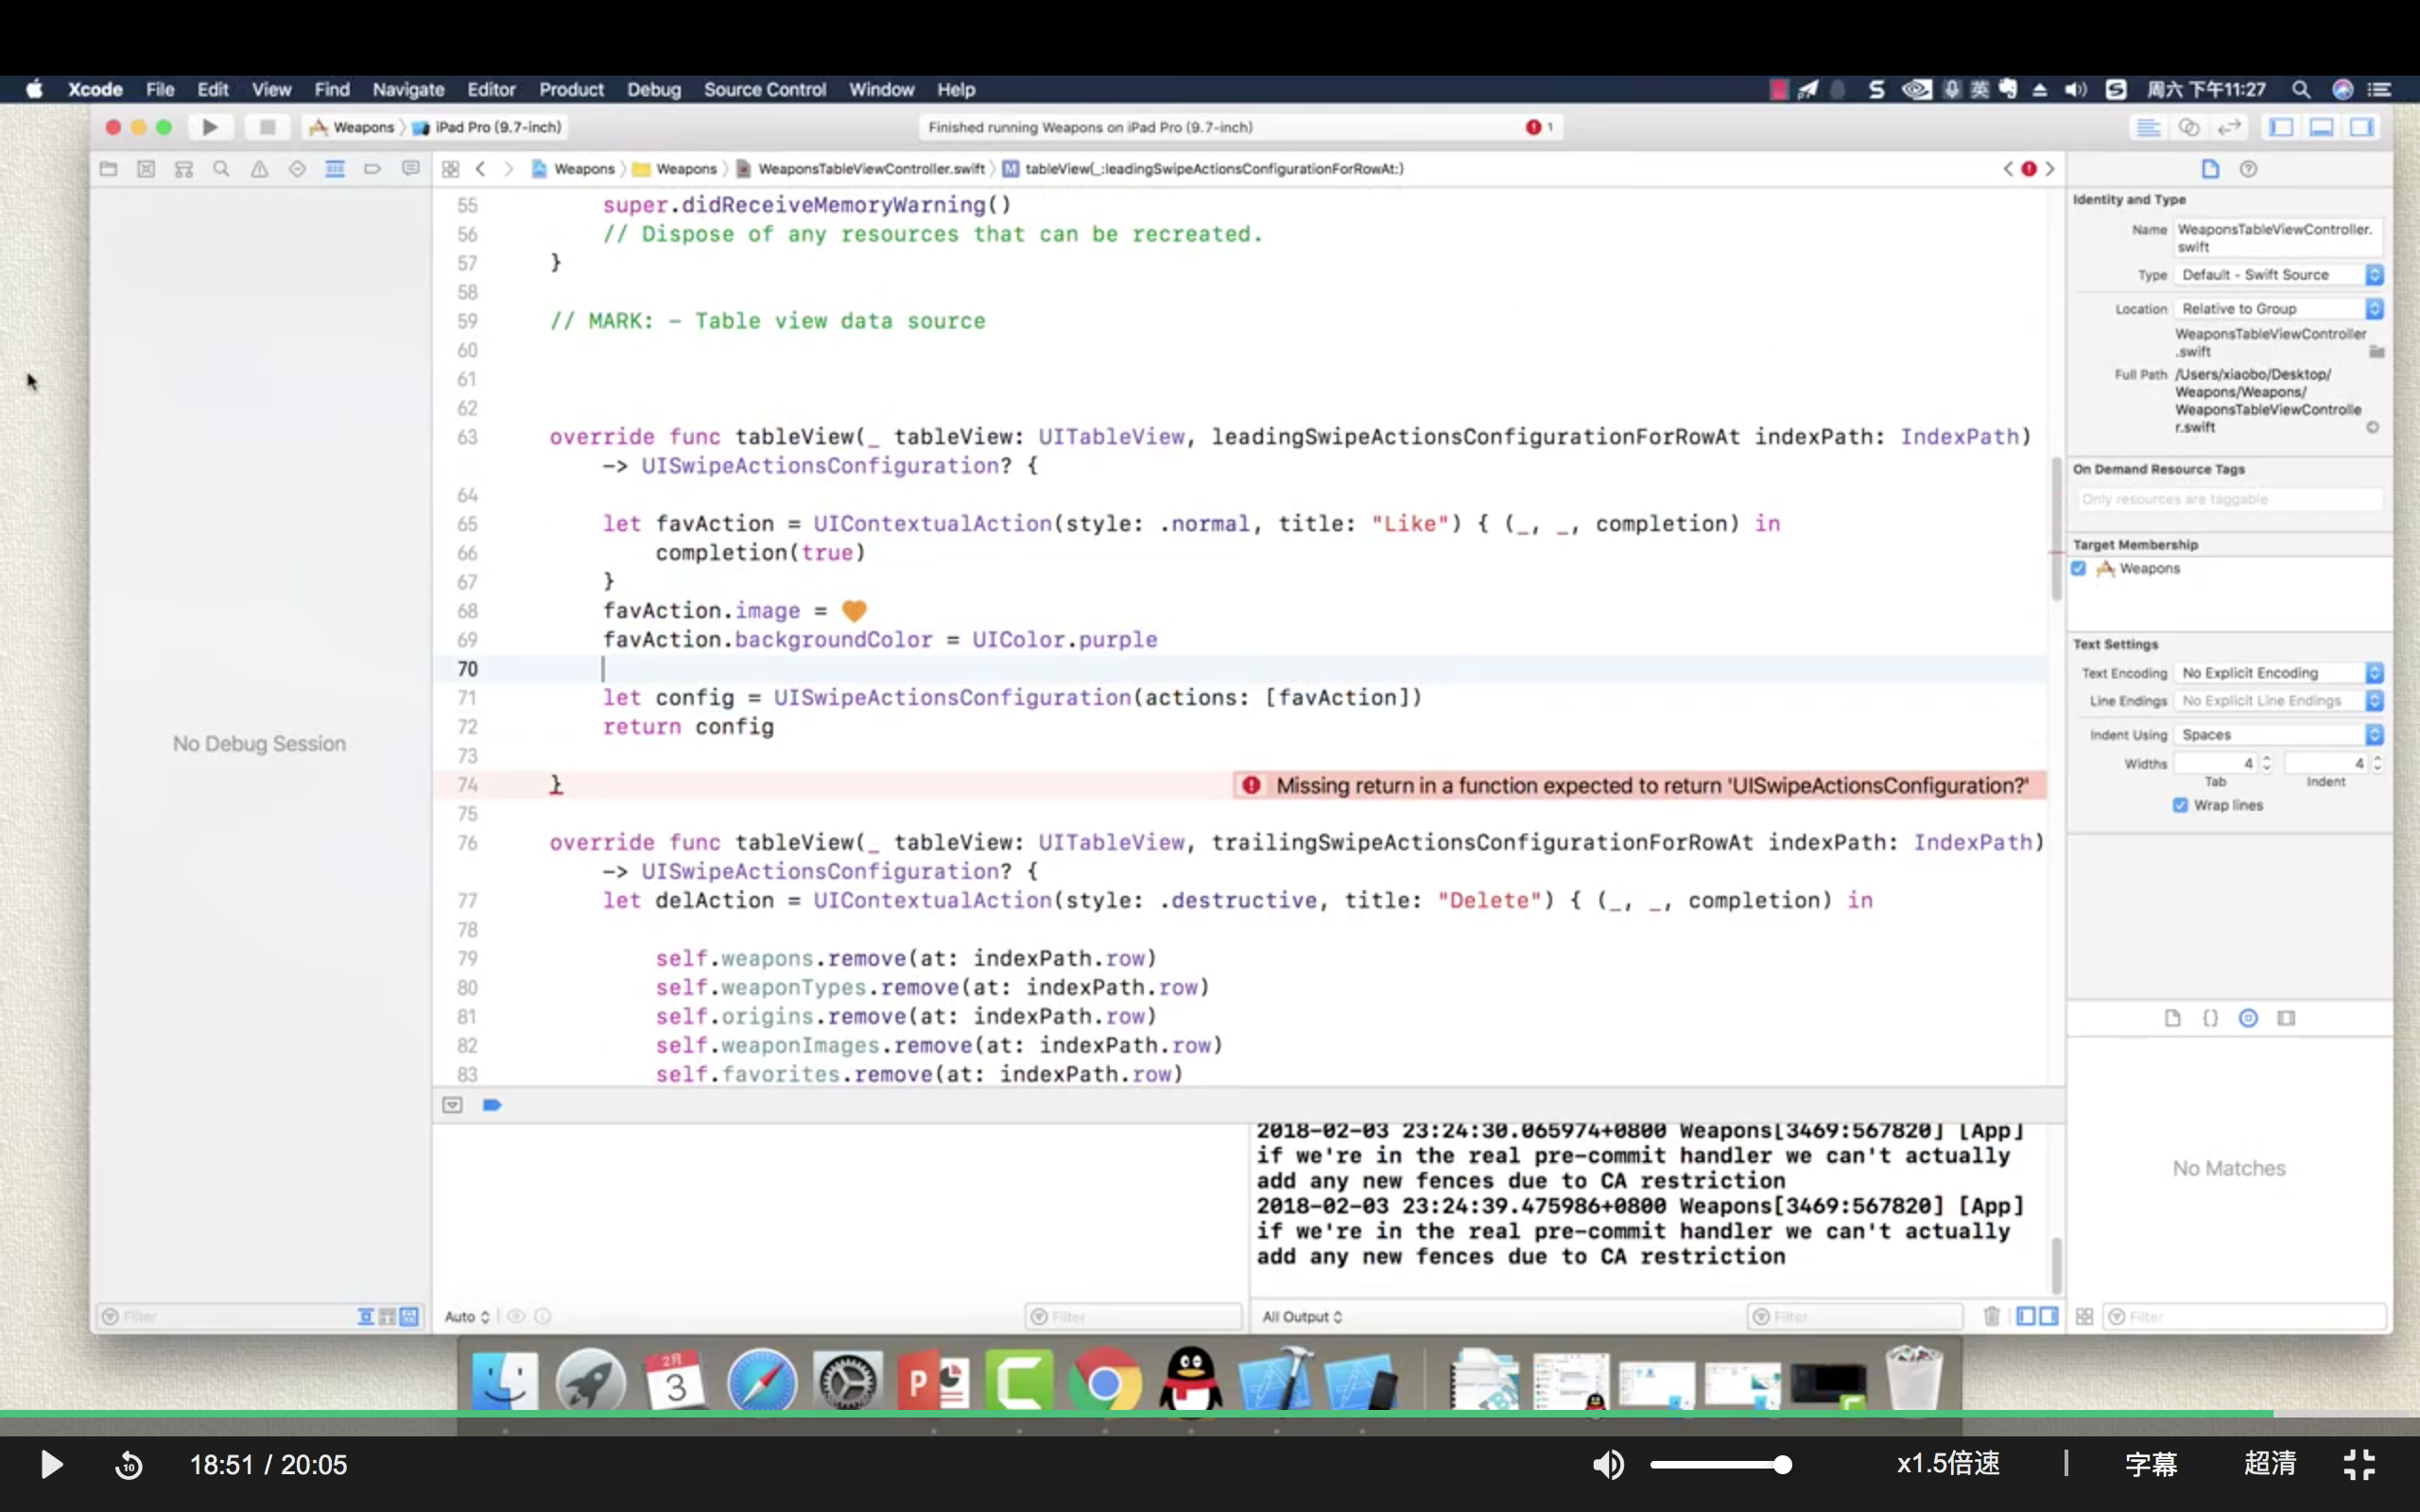 Xcode File Edit View Find Navigate Editor Product Debug Source Control Window Help 英 周六 下午11:27
Weapons iPad Pro (9.7-inch) Finished running Weapons on iPad Pro (9.7-inch) 1
Weapons Weapons WeaponsTableViewController.swift M tableView(_:leadingSwipeActionsConfigurationForRowAt:)
55 super.didReceiveMemoryWarning()
56 // Dispose of any resources that can be recreated.
57 }
58
59 // MARK: - Table view data source
60
61
62
63 override func tableView(_ tableView: UITableView, leadingSwipeActionsConfigurationForRowAt indexPath: IndexPath)
-> UISwipeActionsConfiguration? {
64
65 let favAction = UIContextualAction(style: .normal, title: "Like") { (_, _, completion) in
66 completion(true)
67 }
68 favAction.image = 
69 favAction.backgroundColor = UIColor.purple
70
71 let config = UISwipeActionsConfiguration(actions: [favAction])
72 return config
73
74 } Missing return in a function expected to return 'UISwipeActionsConfiguration?'
75
76 override func tableView(_ tableView: UITableView, trailingSwipeActionsConfigurationForRowAt indexPath: IndexPath)
-> UISwipeActionsConfiguration? {
77 let delAction = UIContextualAction(style: .destructive, title: "Delete") { (_, _, completion) in
78
79 self.weapons.remove(at: indexPath.row)
80 self.weaponTypes.remove(at: indexPath.row)
81 self.origins.remove(at: indexPath.row)
82 self.weaponImages.remove(at: indexPath.row)
83 self.favorites.remove(at: indexPath.row)
No Debug Session
Identity and Type
Name WeaponsTableViewController.
swift
Type Default - Swift Source
Location Relative to Group
WeaponsTableViewController
.swift
Full Path /Users/xiaobo/Desktop/
Weapons/Weapons/
WeaponsTableViewControlle
r.swift
On Demand Resource Tags
Only resources are taggable
Target Membership
Weapons
Text Settings
Text Encoding No Explicit Encoding
Line Endings No Explicit Line Endings
Indent Using Spaces
Widths 4 4
Tab Indent
Wrap lines
No Matches
2018-02-03 23:24:30.065974+0800 Weapons[3469:567820] [App]
if we're in the real pre-commit handler we can't actually
add any new fences due to CA restriction
2018-02-03 23:24:39.475986+0800 Weapons[3469:567820] [App]
if we're in the real pre-commit handler we can't actually
add any new fences due to CA restriction
Filter Auto Filter All Output Filter Filter
2月
3
P
18:51 / 20:05 x1.5倍速 字幕 超清
10